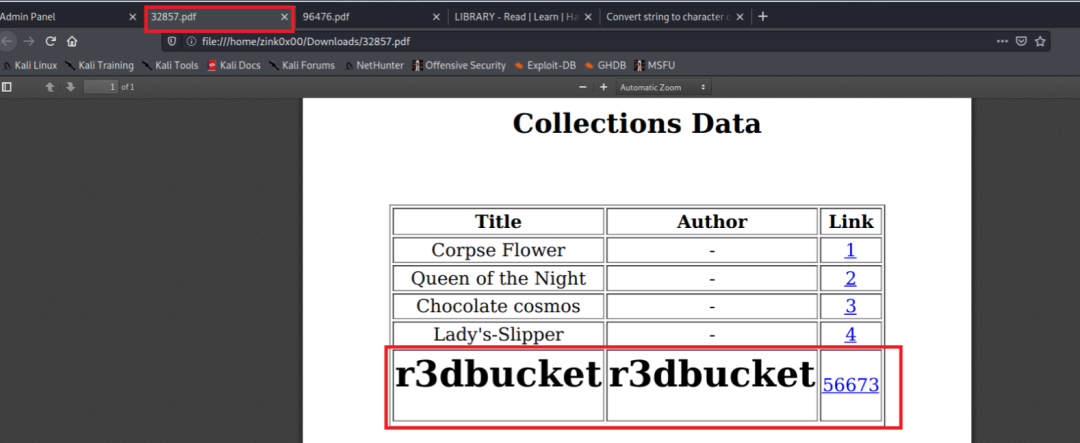 Admin Panel 32857.pdf 96476.pdf LIBRARY - Read | Learn | Ha Convert string to character c
file:///home/zink0x00/Downloads/32857.pdf
Kali Linux Kali Training Kali Tools Kali Docs Kali Forums NetHunter Offensive Security Exploit-DB GHDB MSFU
1 of 1 Automatic Zoom
Collections Data
Title Author Link
Corpse Flower - 1
Queen of the Night - 2
Chocolate cosmos - 3
Lady's-Slipper - 4
r3dbucket r3dbucket 56673